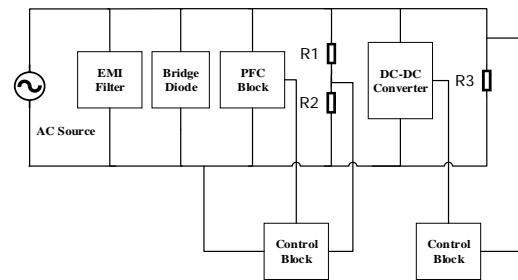 R1
EMI
Filter
Bridge
Diode
PFC
Block
DC-DC
Converter
R3
R2
AC Source
Control
Block
Control
Block